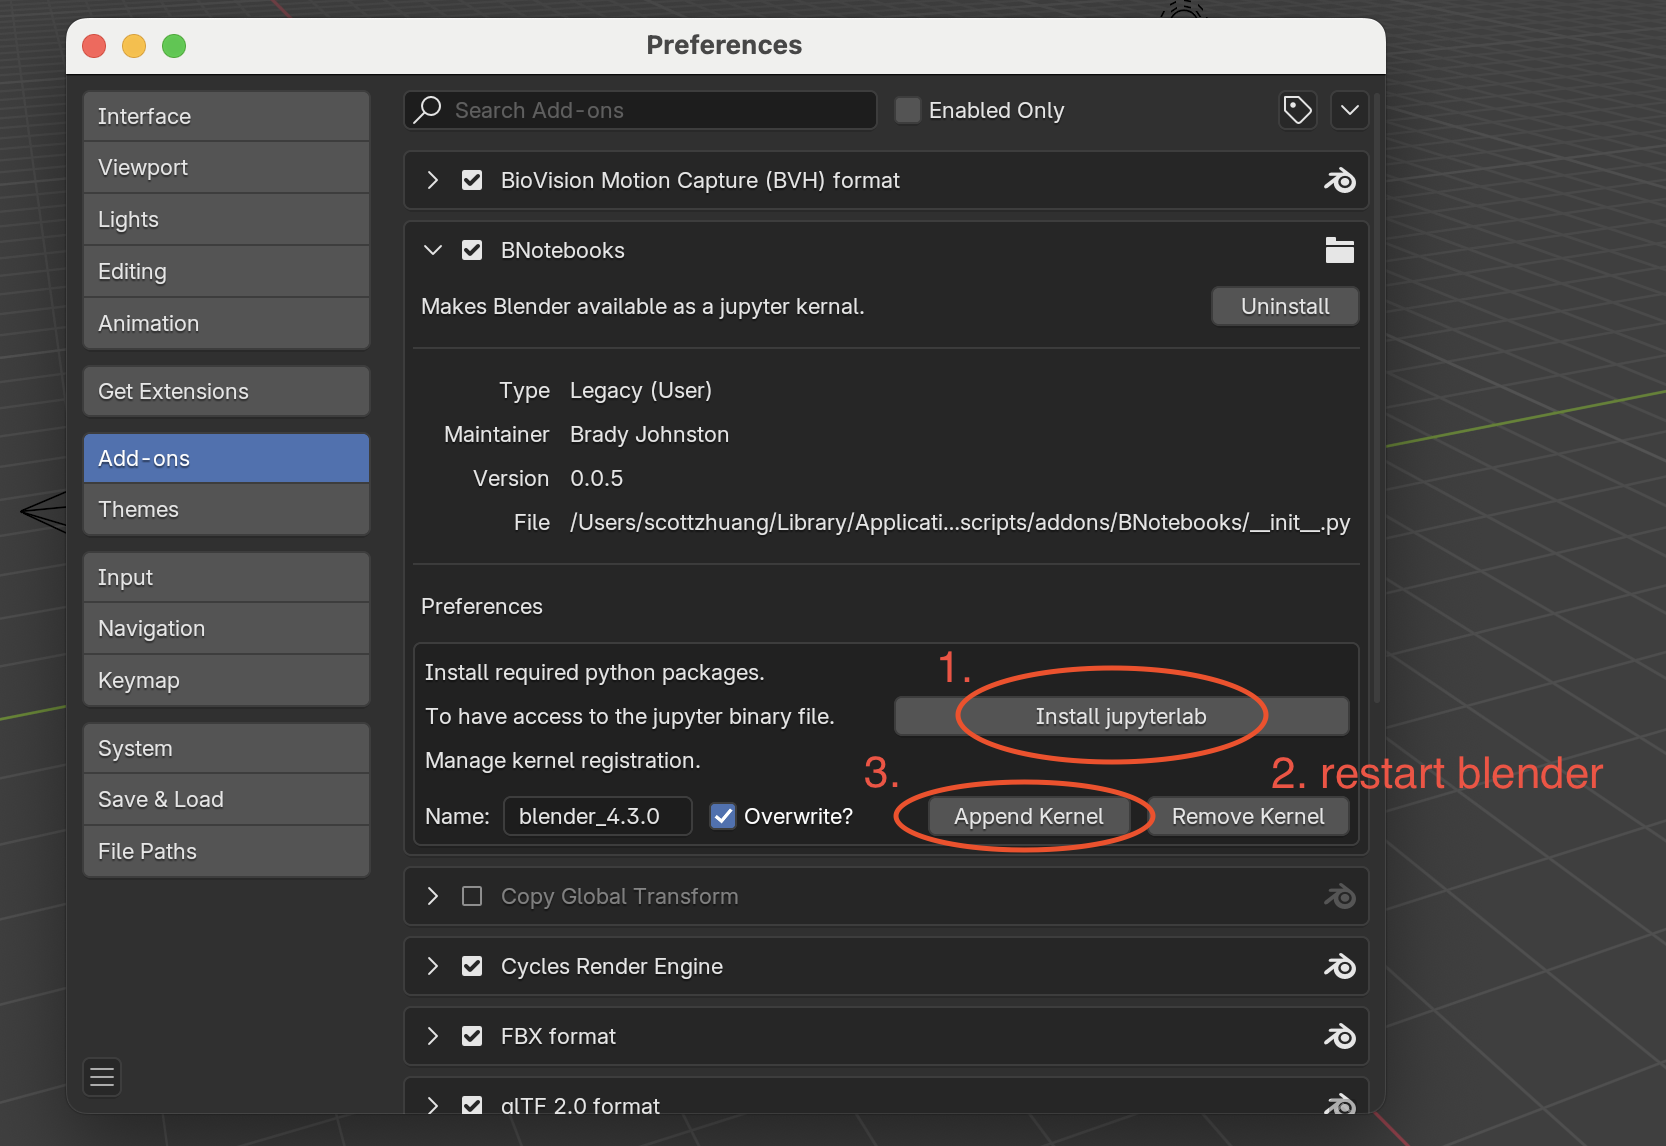 Preferences
Interface
Viewport
Lights
Editing
Animation
Get Extensions
Add-ons
Themes
Input
Navigation
Keymap
System
Save & Load
File Paths
Search Add-ons
Enabled Only
BioVision Motion Capture (BVH) format
BNotebooks
Makes Blender available as a jupyter kernal.
Uninstall
Type Legacy (User)
Maintainer Brady Johnston
Version 0.0.5
File /Users/scottzhuang/Library/Applicati...scripts/addons/BNotebooks/__init__.py
Preferences
Install required python packages.
1.
To have access to the jupyter binary file.
Install jupyterlab
Manage kernel registration.
2. restart blender
3.
Name: blender_4.3.0 Overwrite? Append Kernel Remove Kernel
Copy Global Transform
Cycles Render Engine
FBX format
glTF 2.0 format